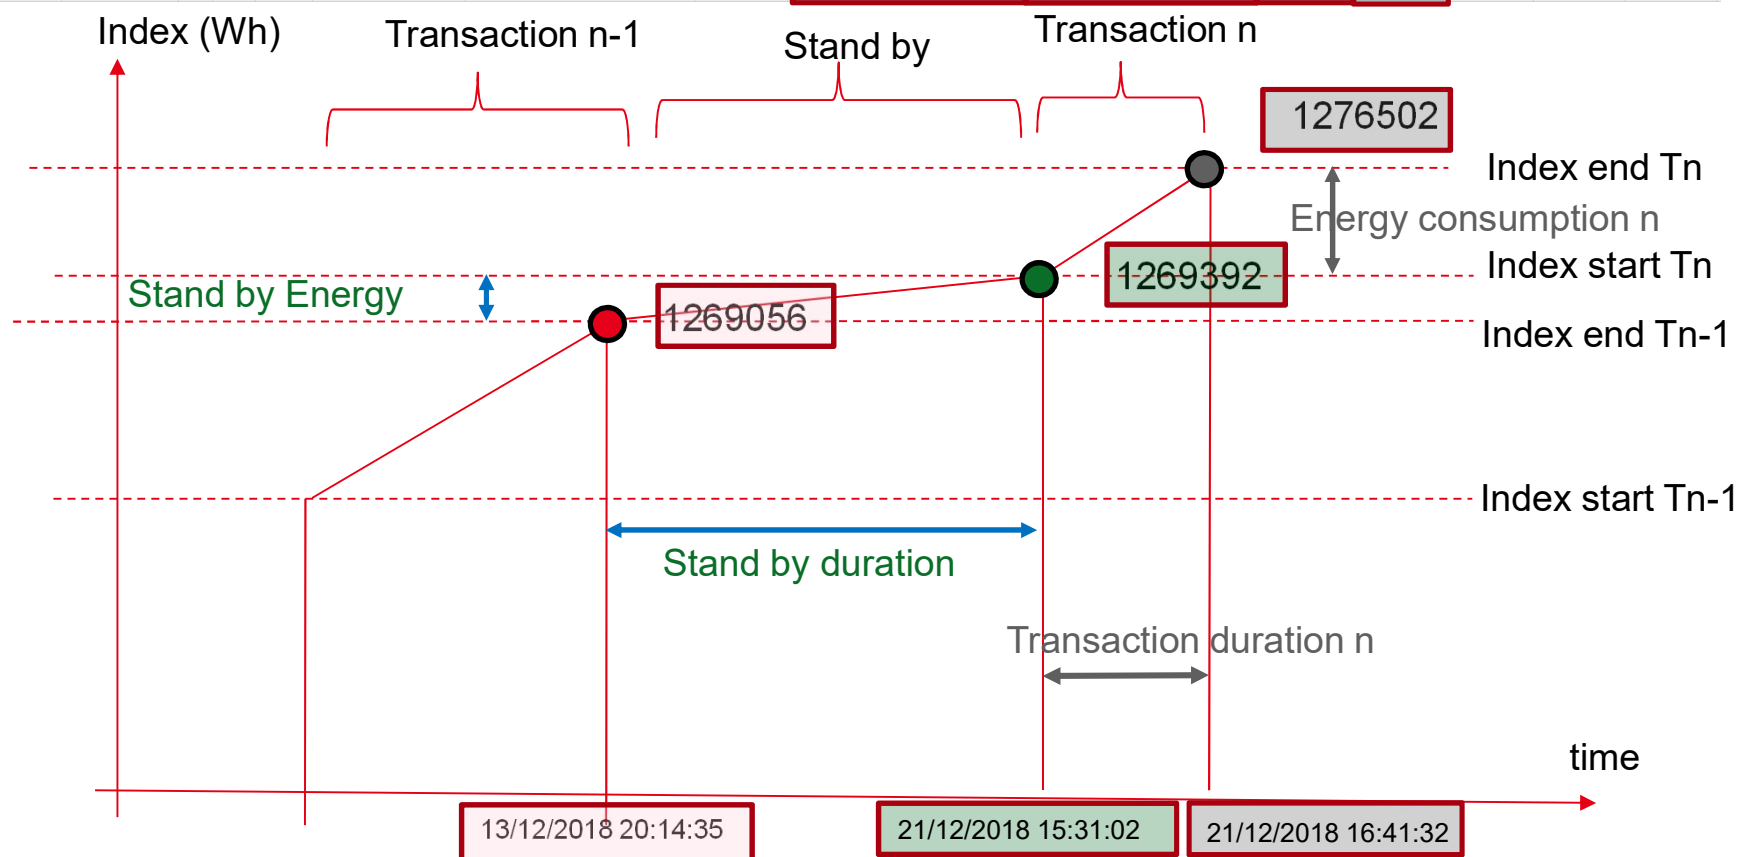 Index (Wh)
Transaction n-1
Stand by
Transaction n
1276502
Index end Tn
Energy consumption n
Index start Tn
1269392
Stand by Energy
1269056
Index end Tn-1
Index start Tn-1
Stand by duration
Transaction duration n
time
13/12/2018 20:14:35
21/12/2018 15:31:02
21/12/2018 16:41:32